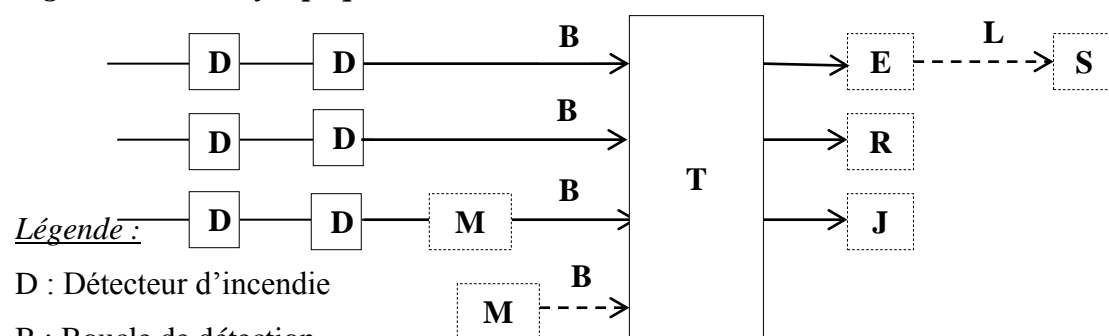 B L
D D E S
B
D D R
T
B
Légende : D D M J
D : Détecteur d'incendie B
M
B : Boucle de détection